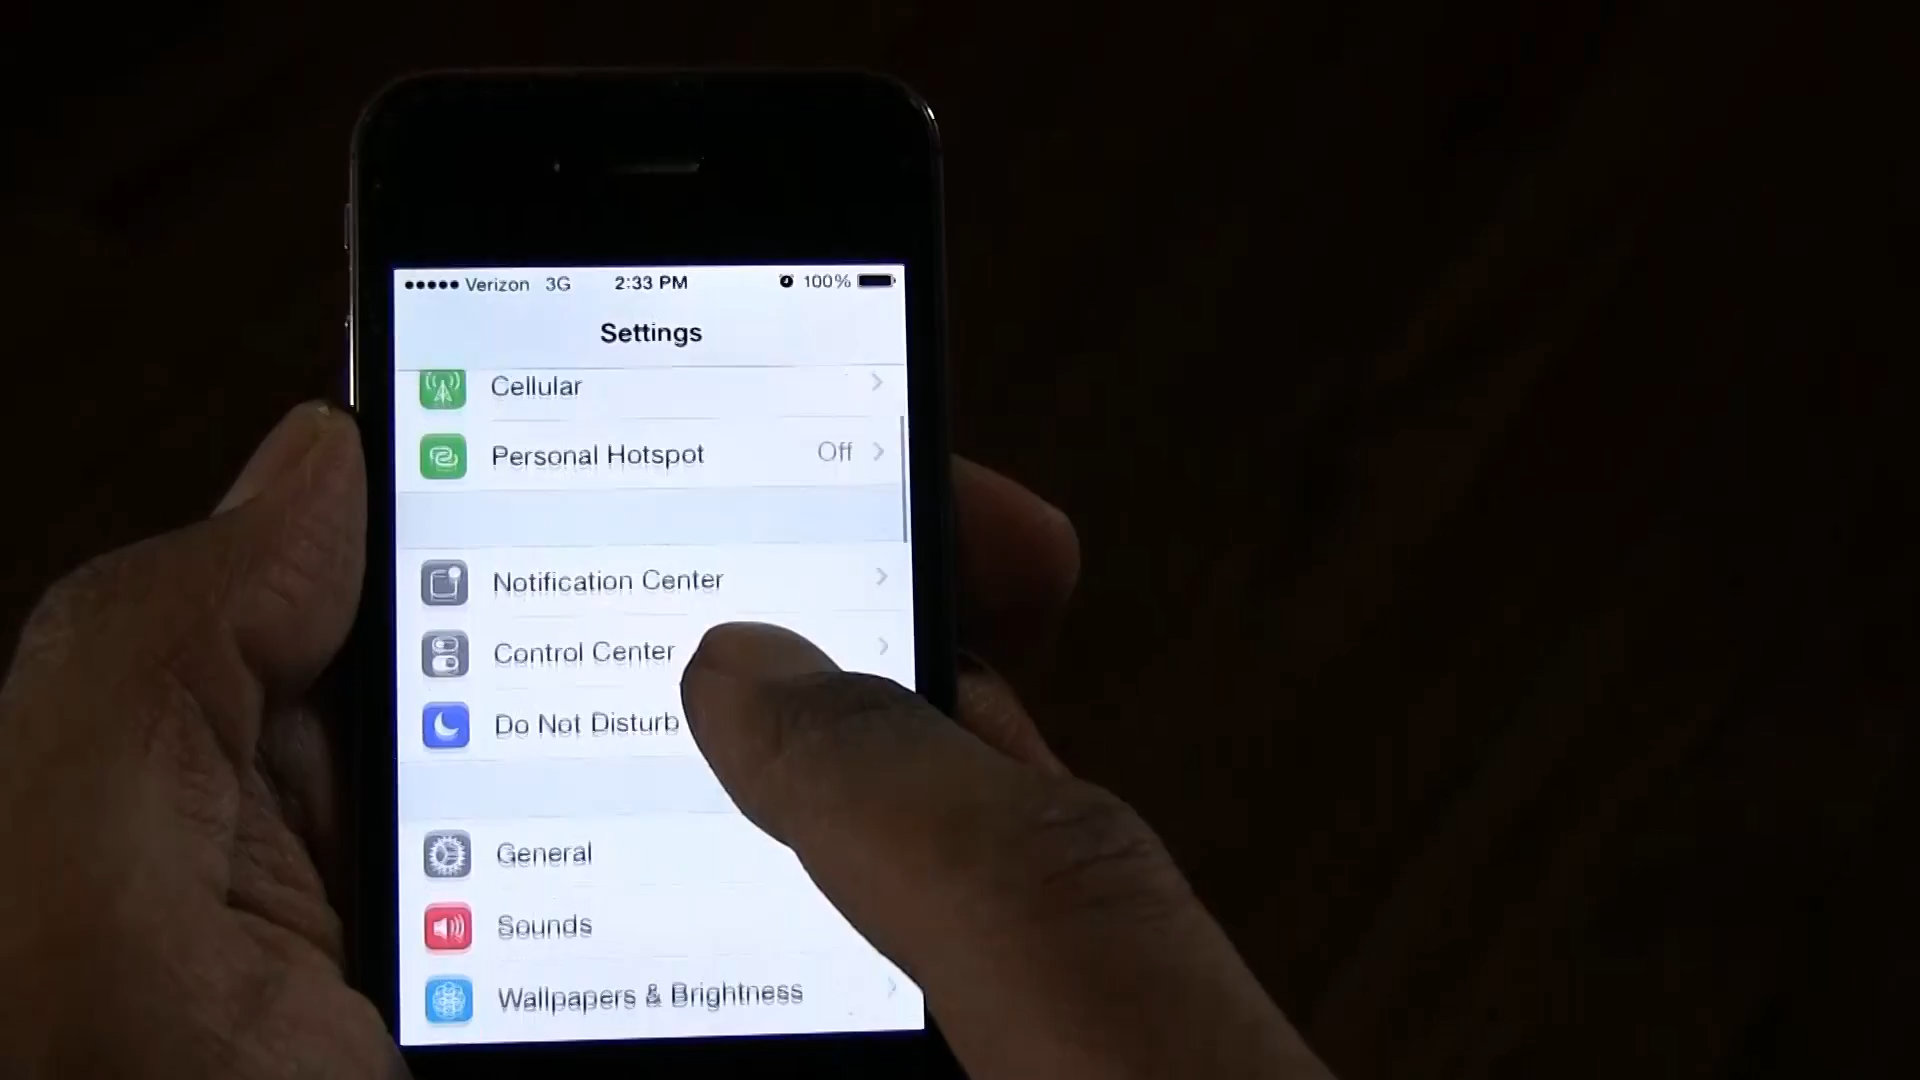 Verizon 3G 2:33 PM 100%
Settings
Cellular
Personal Hotspot Off
Notification Center
Control Center
Do Not Disturb
General
Sounds
Wallpapers & Brightness